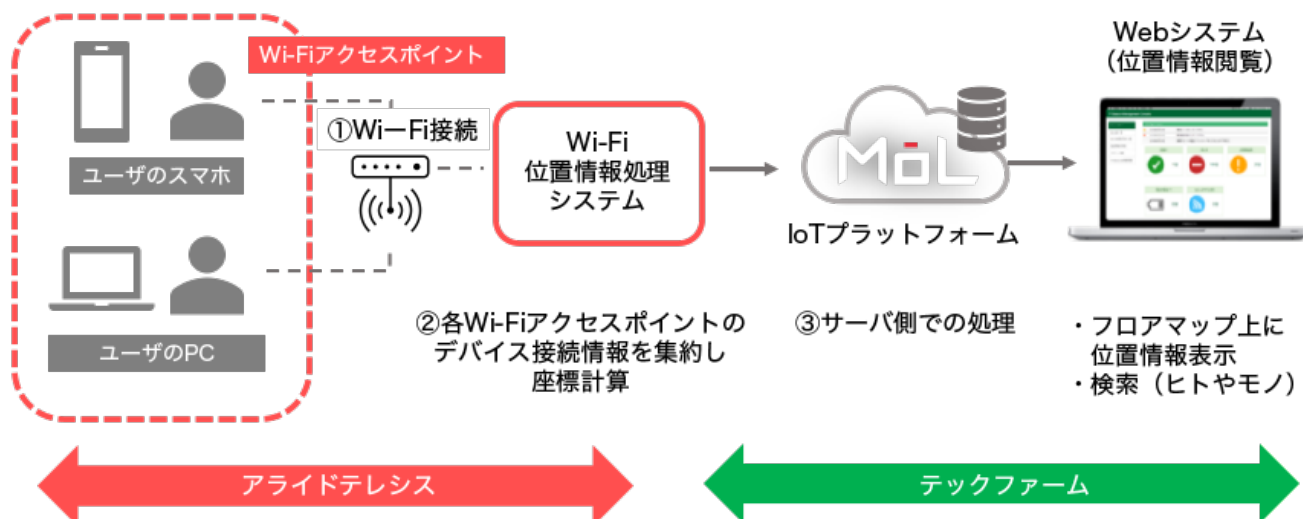 Wi-Fiアクセスポイント
ユーザのスマホ
ユーザのPC
①WiーFi接続
Wi-Fi
位置情報処理
システム
MöL
IoTプラットフォーム
Webシステム
（位置情報閲覧）
②各Wi-Fiアクセスポイントの
デバイス接続情報を集約し
座標計算
③サーバ側での処理
・フロアマップ上に
位置情報表示
・検索（ヒトやモノ）
アライドテレシス
テックファーム